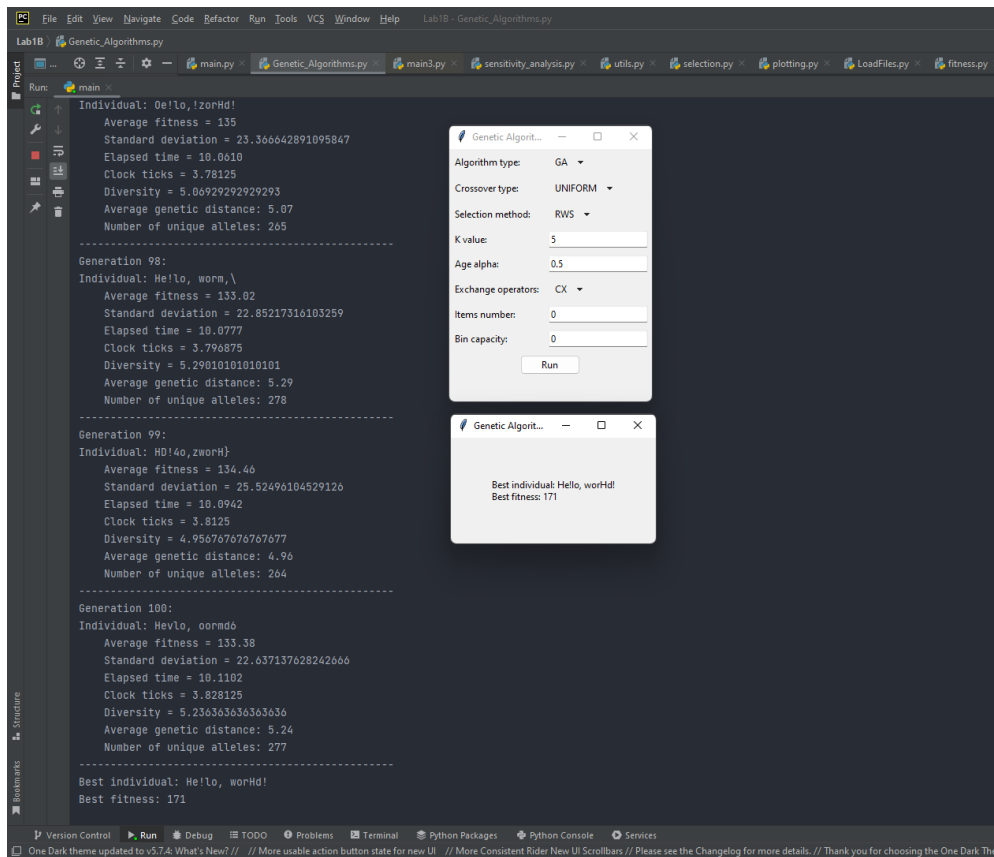 PC File Edit View Navigate Code Refactor Run Tools VCS Window Help Lab1B - Genetic_Algorithms.py
Lab1B Genetic_Algorithms.py
Project ... main.py Genetic_Algorithms.py main3.py sensitivity_analysis.py utils.py selection.py plotting.py LoadFiles.py fitness.py
Run: main
Individual: Oe!lo,!zorHd!
Average fitness = 135
Standard deviation = 23.366642891095847
Elapsed time = 10.0610
Clock ticks = 3.78125
Diversity = 5.06929292929293
Average genetic distance: 5.07
Number of unique alleles: 265
--------------------------------------------------
Generation 98:
Individual: He!lo, worm,\
Average fitness = 133.02
Standard deviation = 22.85217316103259
Elapsed time = 10.0777
Clock ticks = 3.796875
Diversity = 5.29010101010101
Average genetic distance: 5.29
Number of unique alleles: 278
--------------------------------------------------
Generation 99:
Individual: HD!4o,zworH}
Average fitness = 134.46
Standard deviation = 25.52496104529126
Elapsed time = 10.0942
Clock ticks = 3.8125
Diversity = 4.956767676767677
Average genetic distance: 4.96
Number of unique alleles: 264
--------------------------------------------------
Generation 100:
Individual: Hevlo, oormd6
Average fitness = 133.38
Standard deviation = 22.637137628242666
Elapsed time = 10.1102
Clock ticks = 3.828125
Diversity = 5.236363636363636
Average genetic distance: 5.24
Number of unique alleles: 277
--------------------------------------------------
Best individual: He!lo, worHd!
Best fitness: 171
Genetic Algorit...
Algorithm type: GA
Crossover type: UNIFORM
Selection method: RWS
K value: 5
Age alpha: 0.5
Exchange operators: CX
Items number: 0
Bin capacity: 0
Run
Genetic Algorit...
Best individual: He!lo, worHd!
Best fitness: 171
Structure
Bookmarks
Version Control Run Debug TODO Problems Terminal Python Packages Python Console Services
One Dark theme updated to v5.7.4: What's New? // // More usable action button state for new UI // More Consistent Rider New UI Scrollbars // Please see the Changelog for more details. // Thank you for choosing the One Dark The